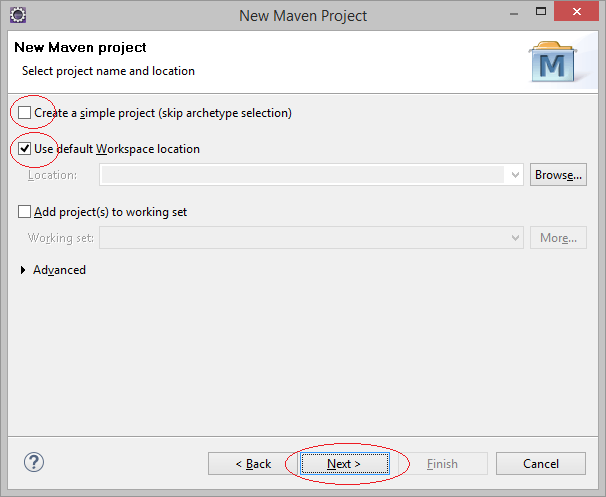 New Maven Project
New Maven project
Select project name and location
M
Create a simple project (skip archetype selection)
Use default Workspace location
Location:
Browse...
Add project(s) to working set
Working set:
More...
Advanced
?
< Back
Next >
Finish
Cancel